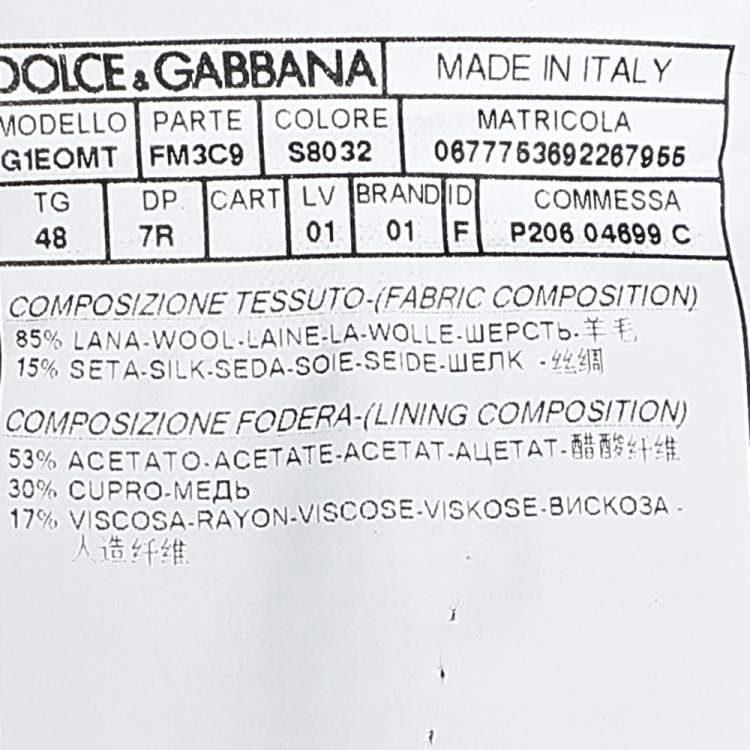 DOLCE & GABBANA MADE IN ITALY
MODELLO PARTE COLORE MATRICOLA
G1EOMT FM3C9 S8032 0677753692267955
TG DP. CART LV BRAND ID COMMESSA
48 7R 01 01 F P206 04699 C
COMPOSIZIONE TESSUTO-(FABRIC COMPOSITION)
85% LANA-WOOL-LAINE-LA-WOLLE-ШЕРСТЬ-羊毛
15% SETA-SILK-SEDA-SOIE-SEIDE-ШЕЛК -丝绸
COMPOSIZIONE FODERA-(LINING COMPOSITION)
53% ACETATO-ACETATE-ACETAT-АЦЕТАТ-醋酸纤维
30% CUPRO-МЕДЬ
17% VISCOSA-RAYON-VISCOSE-VISKOSE-ВИСКОЗА -
人造纤维